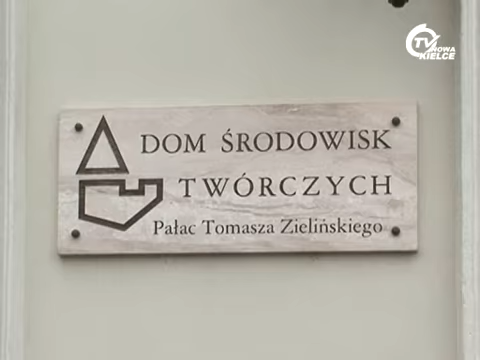 TV NOWA
KIELCE
DOM ŚRODOWISK
TWÓRCZYCH
Pałac Tomasza Zielińskiego